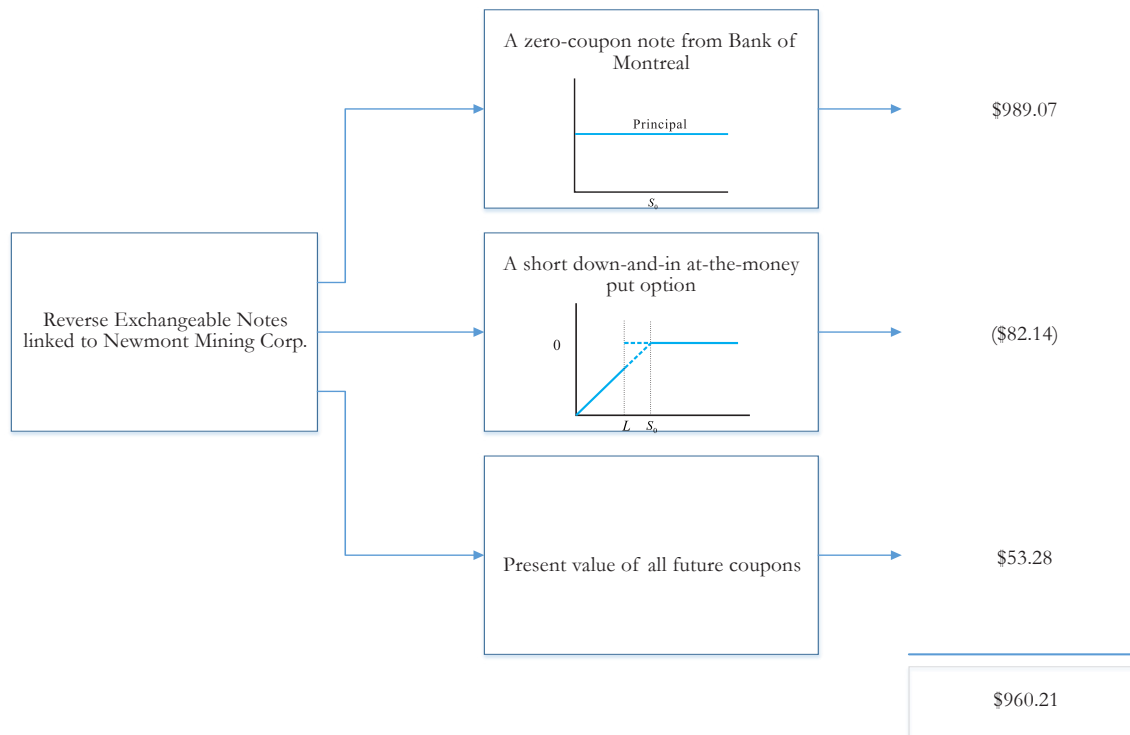 A zero-coupon note from Bank of
Montreal
Principal
S₀
$989.07
Reverse Exchangeable Notes
linked to Newmont Mining Corp.
A short down-and-in at-the-money
put option
0
L S₀
($82.14)
Present value of all future coupons
$53.28
$960.21